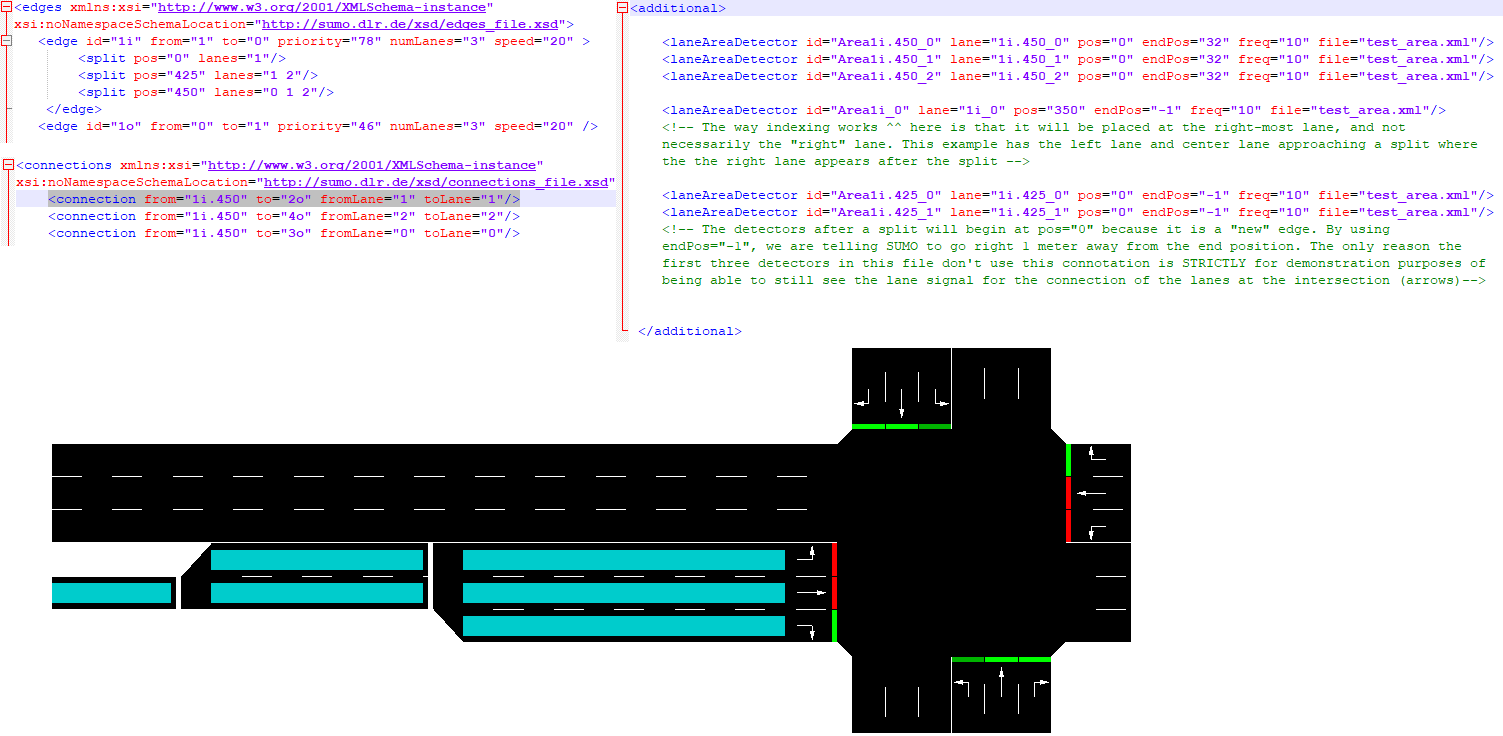 <edges xmlns:xsi="http://www.w3.org/2001/XMLSchema-instance"
xsi:noNamespaceSchemaLocation="http://sumo.dlr.de/xsd/edges_file.xsd">
<edge id="1i" from="1" to="0" priority="78" numLanes="3" speed="20" >
<split pos="0" lanes="1"/>
<split pos="425" lanes="1 2"/>
<split pos="450" lanes="0 1 2"/>
</edge>
<edge id="1o" from="0" to="1" priority="46" numLanes="3" speed="20" />
<connections xmlns:xsi="http://www.w3.org/2001/XMLSchema-instance"
xsi:noNamespaceSchemaLocation="http://sumo.dlr.de/xsd/connections_file.xsd"
<connection from="1i.450" to="2o" fromLane="1" toLane="1"/>
<connection from="1i.450" to="4o" fromLane="2" toLane="2"/>
<connection from="1i.450" to="3o" fromLane="0" toLane="0"/>
<additional>
<laneAreaDetector id="Area1i.450_0" lane="1i.450_0" pos="0" endPos="32" freq="10" file="test_area.xml"/>
<laneAreaDetector id="Area1i.450_1" lane="1i.450_1" pos="0" endPos="32" freq="10" file="test_area.xml"/>
<laneAreaDetector id="Area1i.450_2" lane="1i.450_2" pos="0" endPos="32" freq="10" file="test_area.xml"/>
<laneAreaDetector id="Area1i_0" lane="1i_0" pos="350" endPos="-1" freq="10" file="test_area.xml"/>
<!-- The way indexing works ^^ here is that it will be placed at the right-most lane, and not
necessarily the "right" lane. This example has the left lane and center lane approaching a split where
the the right lane appears after the split -->
<laneAreaDetector id="Area1i.425_0" lane="1i.425_0" pos="0" endPos="-1" freq="10" file="test_area.xml"/>
<laneAreaDetector id="Area1i.425_1" lane="1i.425_1" pos="0" endPos="-1" freq="10" file="test_area.xml"/>
<!-- The detectors after a split will begin at pos="0" because it is a "new" edge. By using
endPos="-1", we are telling SUMO to go right 1 meter away from the end position. The only reason the
first three detectors in this file don't use this connotation is STRICTLY for demonstration purposes of
being able to still see the lane signal for the connection of the lanes at the intersection (arrows)-->
</additional>